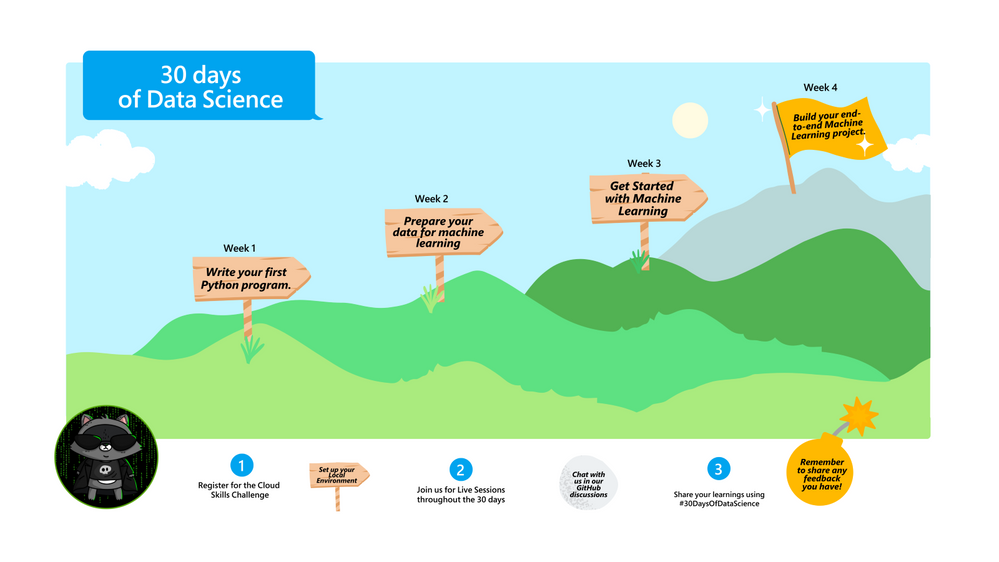 30 days
of Data Science
Week 1
Write your first
Python program.
Week 2
Prepare your
data for machine
learning
Week 3
Get Started
with Machine
Learning
Week 4
Build your end-
to-end Machine
Learning project.
1
Register for the Cloud
Skills Challenge
Set up your
Local
Environment
2
Join us for Live Sessions
throughout the 30 days
Chat with
us in our
GitHub
discussions
3
Share your learnings using
#30DaysOfDataScience
Remember
to share any
feedback
you have!